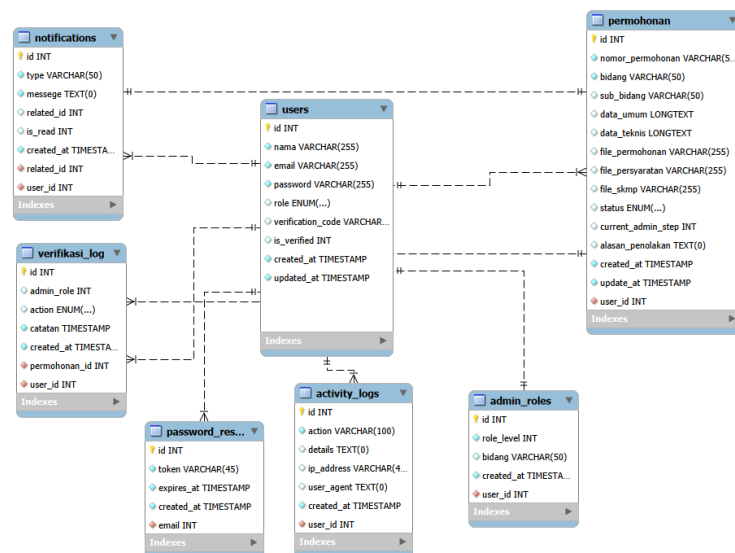 notifications
id INT
type VARCHAR(50)
messege TEXT(0)
related_id INT
is_read INT
created_at TIMESTA...
related_id INT
user_id INT
Indexes
permohonan
id INT
nomor_permohonan VARCHAR(5...
bidang VARCHAR(50)
sub_bidang VARCHAR(50)
data_umum LONGTEXT
data_teknis LONGTEXT
file_permohonan VARCHAR(255)
file_persyaratan VARCHAR(255)
file_skmp VARCHAR(255)
status ENUM(...)
current_admin_step INT
alasan_penolakan TEXT(0)
created_at TIMESTAMP
update_at TIMESTAMP
user_id INT
Indexes
users
id INT
nama VARCHAR(255)
email VARCHAR(255)
password VARCHAR(255)
role ENUM(...)
verification_code VARCHAR...
is_verified INT
created_at TIMESTAMP
updated_at TIMESTAMP
Indexes
verifikasi_log
id INT
admin_role INT
action ENUM(...)
catatan TIMESTAMP
created_at TIMESTA...
permohonan_id INT
user_id INT
Indexes
password_res...
id INT
token VARCHAR(45)
expires_at TIMESTAMP
created_at TIMESTAMP
email INT
Indexes
activity_logs
id INT
action VARCHAR(100)
details TEXT(0)
ip_address VARCHAR(4...
user_agent TEXT(0)
created_at TIMESTAMP
user_id INT
Indexes
admin_roles
id INT
role_level INT
bidang VARCHAR(50)
created_at TIMESTA...
user_id INT
Indexes